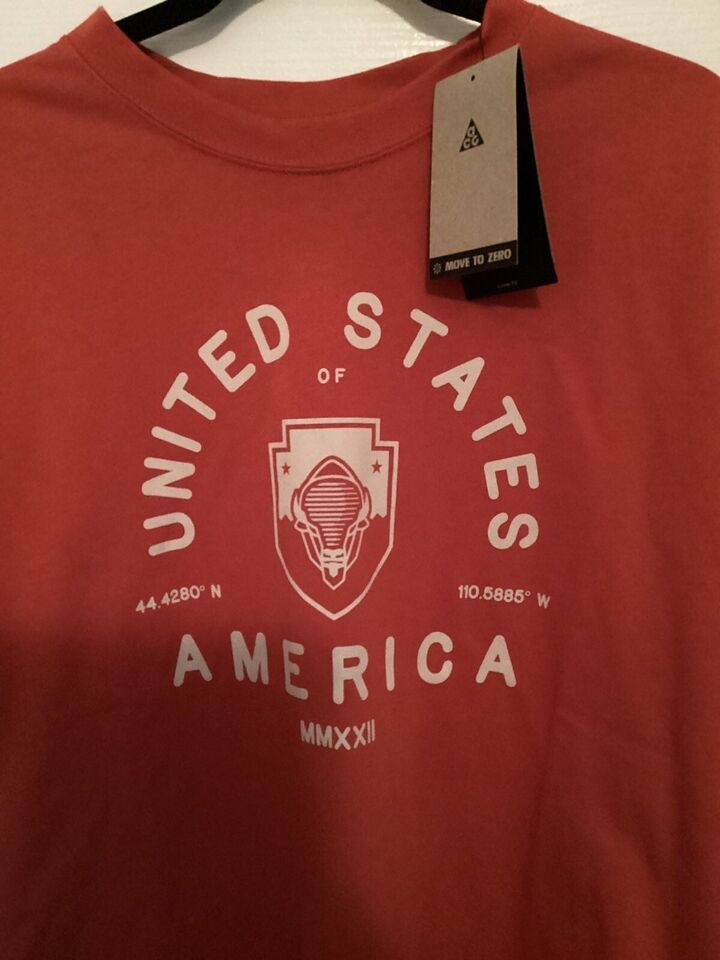 acg
MOVE TO ZERO
UNITED STATES
OF
44.4280° N
110.5885° W
AMERICA
MMXXII